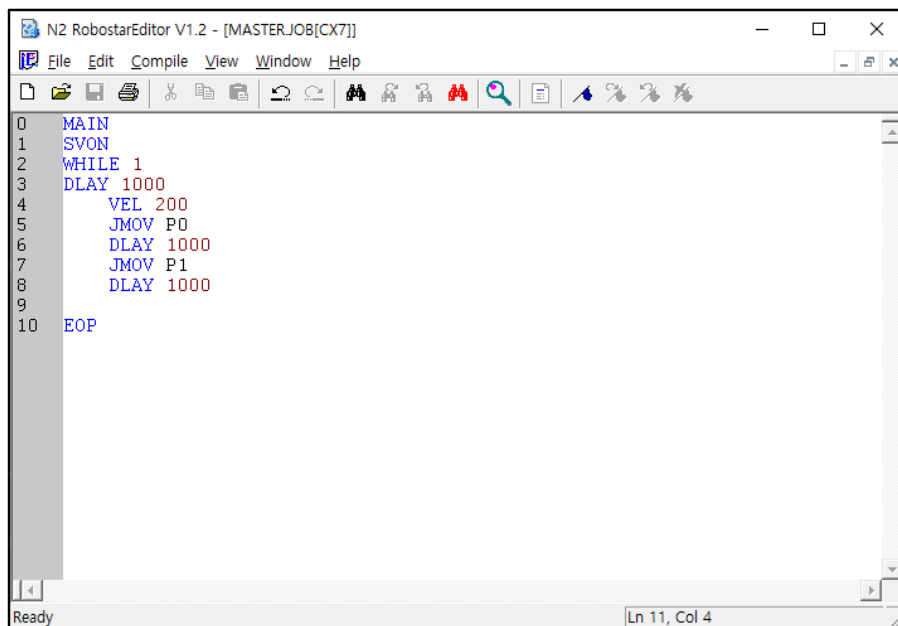 N2 RobostarEditor V1.2 - [MASTER.JOB[CX7]]
File Edit Compile View Window Help
0 MAIN
1 SVON
2 WHILE 1
3 DLAY 1000
4 VEL 200
5 JMOV P0
6 DLAY 1000
7 JMOV P1
8 DLAY 1000
9
10 EOP
Ready Ln 11, Col 4